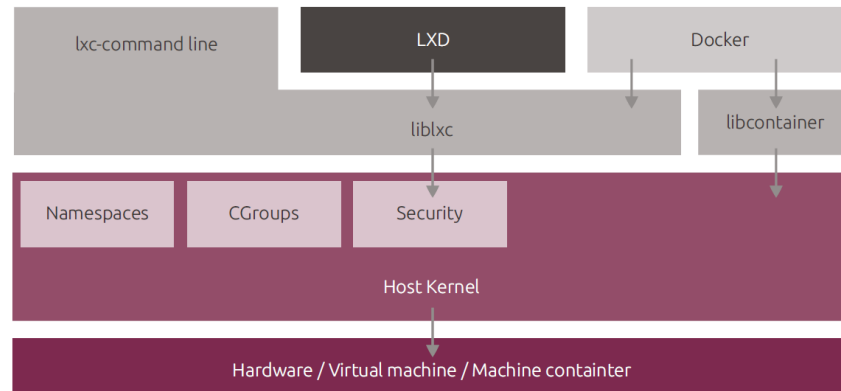 lxc-command line
LXD
Docker
liblxc
libcontainer
Namespaces
CGroups
Security
Host Kernel
Hardware / Virtual machine / Machine containter